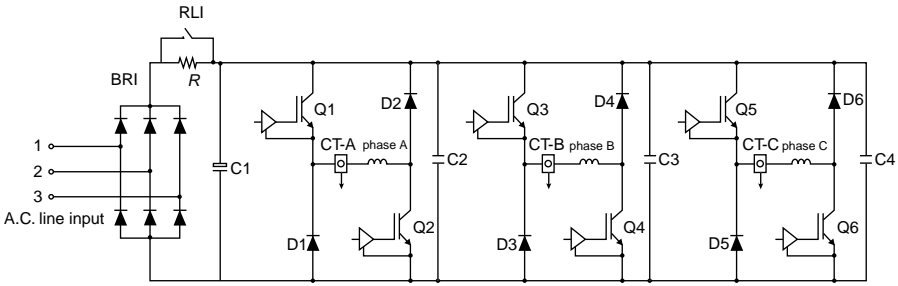 RLI
BRI
R
Q1
D2
Q3
D4
Q5
D6
CT-A phase A
CT-B phase B
CT-C phase C
1
2
3
A.C. line input
C1
C2
C3
C4
D1
Q2
D3
Q4
D5
Q6